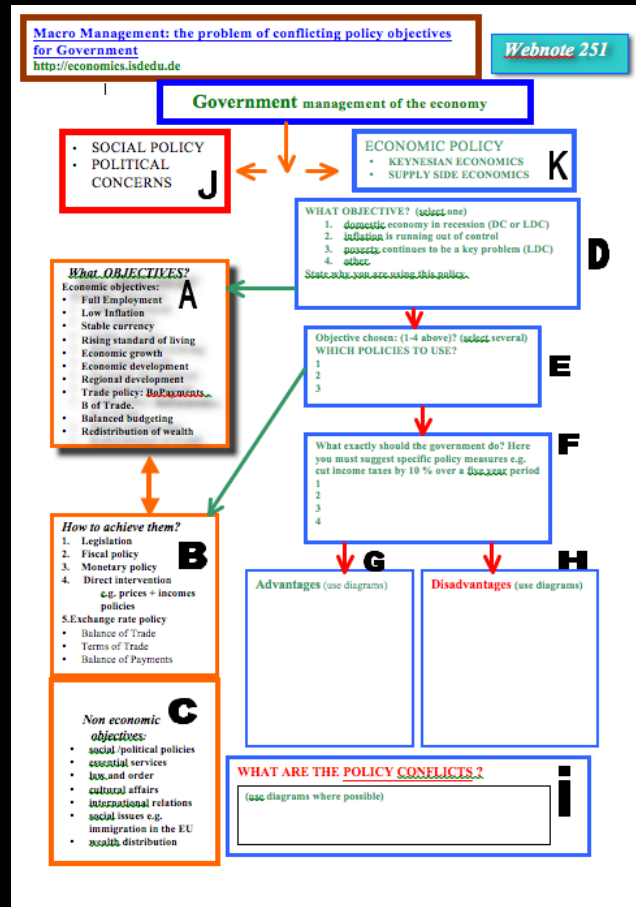 Macro Management: the problem of conflicting policy objectives
for Government
http://economics.isdedu.de
Webnote 251
Government management of the economy
• SOCIAL POLICY
• POLITICAL
CONCERNS
J
ECONOMIC POLICY
• KEYNESIAN ECONOMICS
• SUPPLY SIDE ECONOMICS
K
WHAT OBJECTIVE? (select one)
1. domestic economy in recession (DC or LDC)
2. inflation is running out of control
3. poverty continues to be a key problem (LDC)
4. other
State why you are using this policy.
D
What OBJECTIVES?
Economic objectives:
A
• Full Employment
• Low Inflation
• Stable currency
• Rising standard of living
• Economic growth
• Economic development
• Regional development
• Trade policy: BoPayments
B of Trade.
• Balanced budgeting
• Redistribution of wealth
Objective chosen: (1-4 above)? (select several)
WHICH POLICIES TO USE?
1
2
3
E
What exactly should the government do? Here
you must suggest specific policy measures e.g.
cut income taxes by 10 % over a five year period
1
2
3
4
F
How to achieve them?
1. Legislation
2. Fiscal policy
3. Monetary policy
4. Direct intervention
e.g. prices + incomes
policies
5.Exchange rate policy
• Balance of Trade
• Terms of Trade
• Balance of Payments
B
G
Advantages (use diagrams)
H
Disadvantages (use diagrams)
Non economic
objectives:
C
• social /political policies
• essential services
• law and order
• cultural affairs
• international relations
• social issues e.g.
immigration in the EU
• wealth distribution
WHAT ARE THE POLICY CONFLICTS ?
(use diagrams where possible)
i